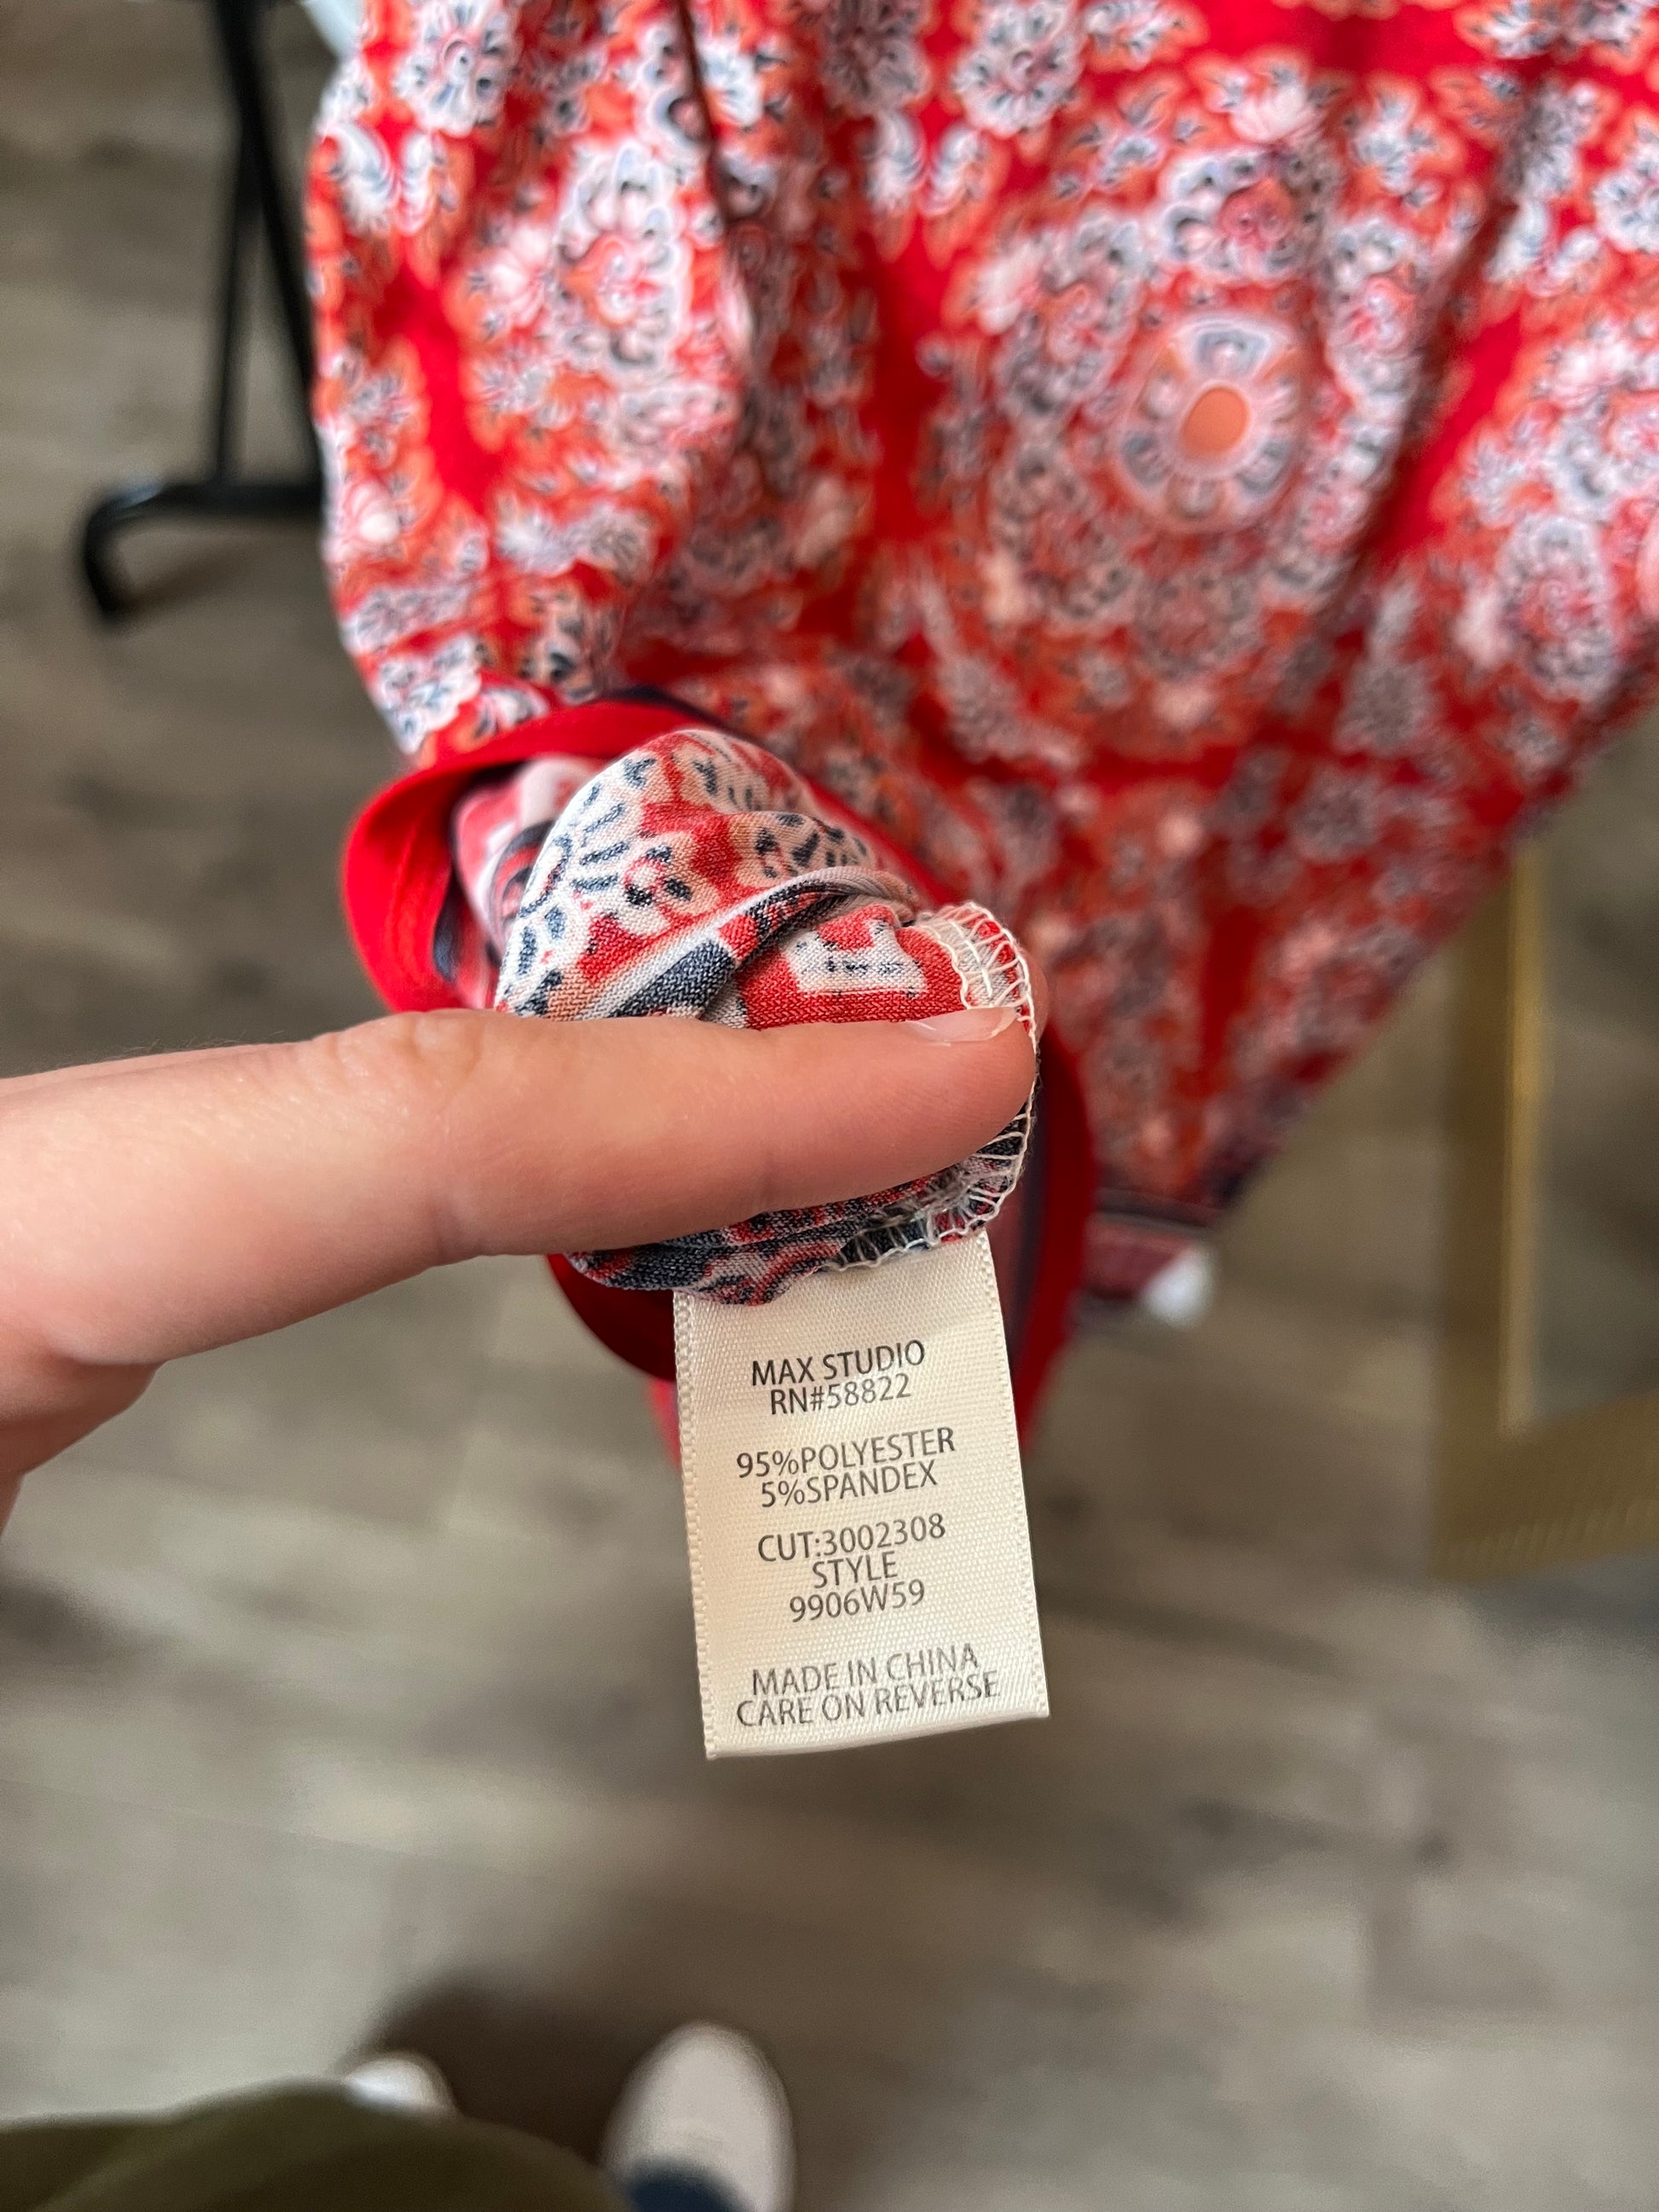 MAX STUDIO
RN#58822
95%POLYESTER
5%SPANDEX
CUT:3002308
STYLE
9906W59
MADE IN CHINA
CARE ON REVERSE